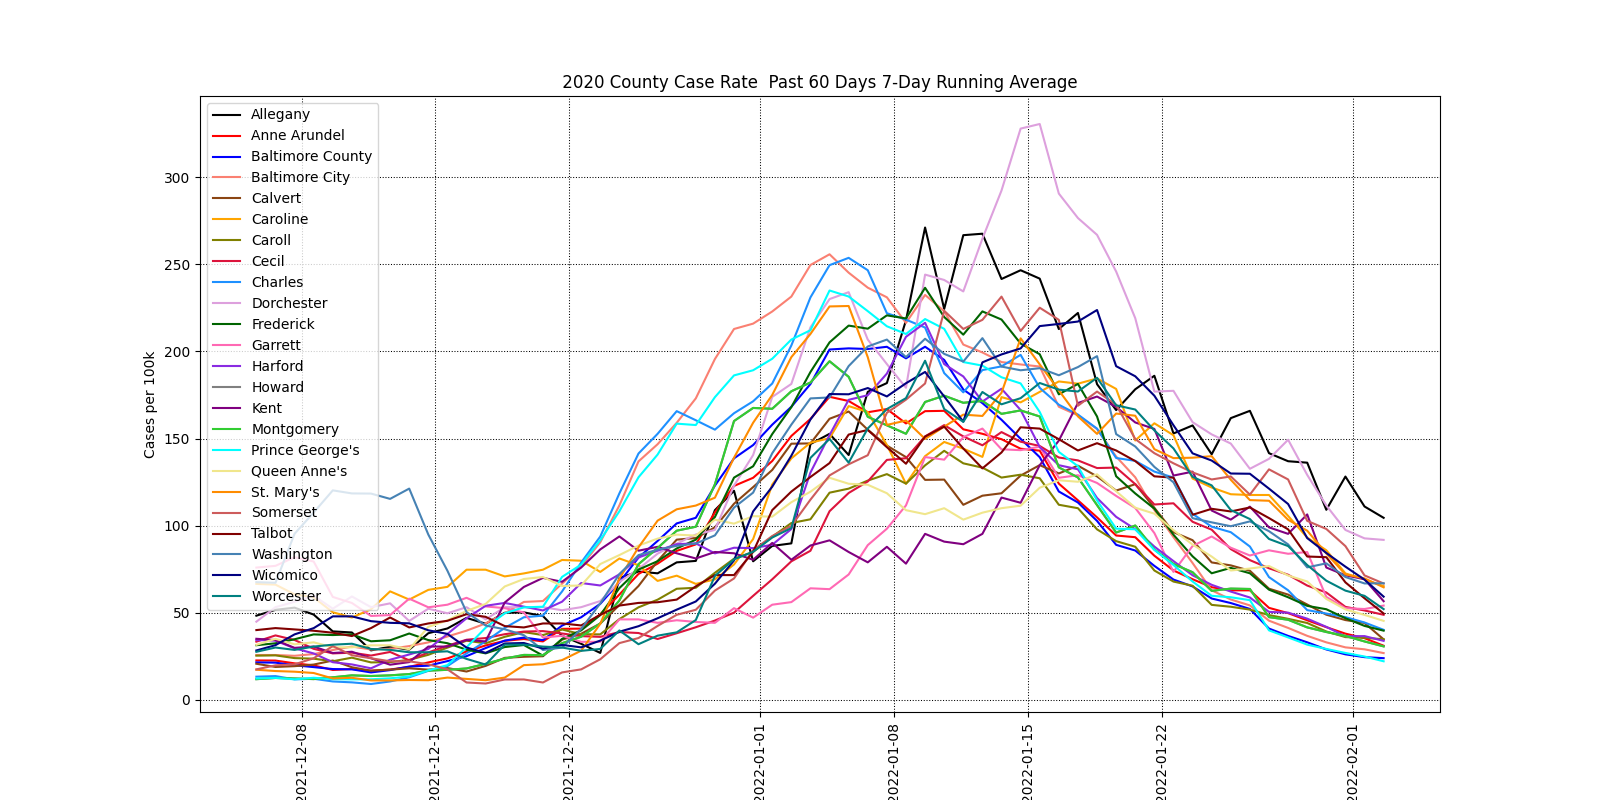 2020 County Case Rate  Past 60 Days 7-Day Running Average
Cases per 100k
300
250
200
150
100
50
0
Allegany
Anne Arundel
Baltimore County
Baltimore City
Calvert
Caroline
Caroll
Cecil
Charles
Dorchester
Frederick
Garrett
Harford
Howard
Kent
Montgomery
Prince George's
Queen Anne's
St. Mary's
Somerset
Talbot
Washington
Wicomico
Worcester
2021-12-08
2021-12-15
2021-12-22
2022-01-01
2022-01-08
2022-01-15
2022-01-22
2022-02-01